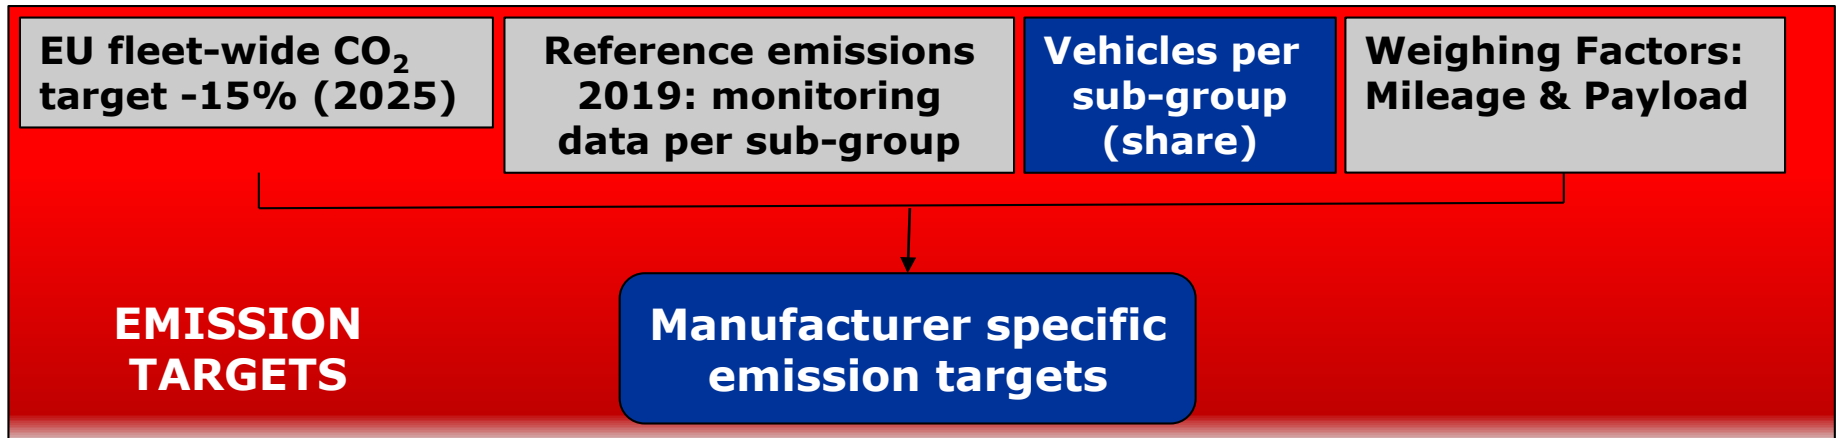 EU fleet-wide CO₂
target -15% (2025)
Reference emissions
2019: monitoring
data per sub-group
Vehicles per
sub-group
(share)
Weighing Factors:
Mileage & Payload
EMISSION
TARGETS
Manufacturer specific
emission targets